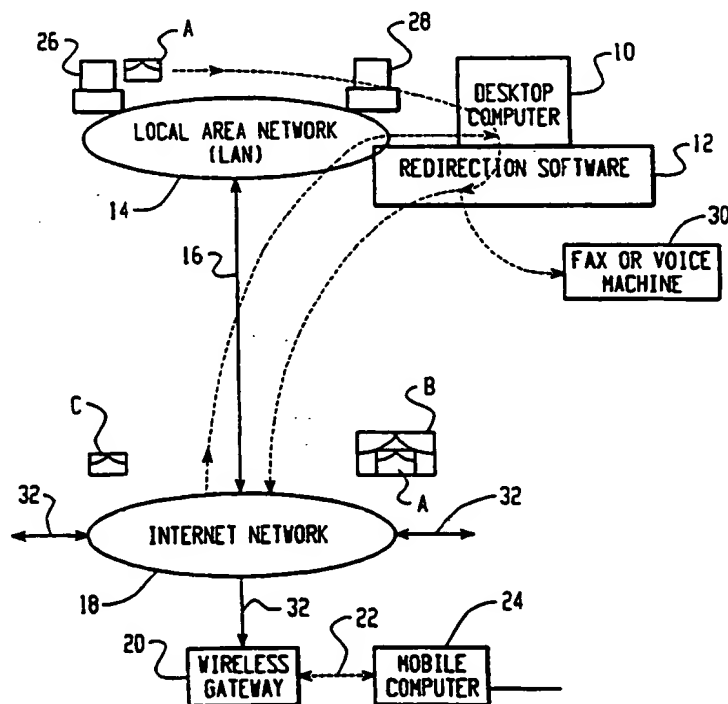 26
A
28
10
DESKTOP
COMPUTER
LOCAL AREA NETWORK
(LAN)
12
REDIRECTION SOFTWARE
14
16
30
FAX OR VOICE
MACHINE
C
B
A
32
32
INTERNET NETWORK
18
32
22
24
20
WIRELESS
GATEWAY
MOBILE
COMPUTER